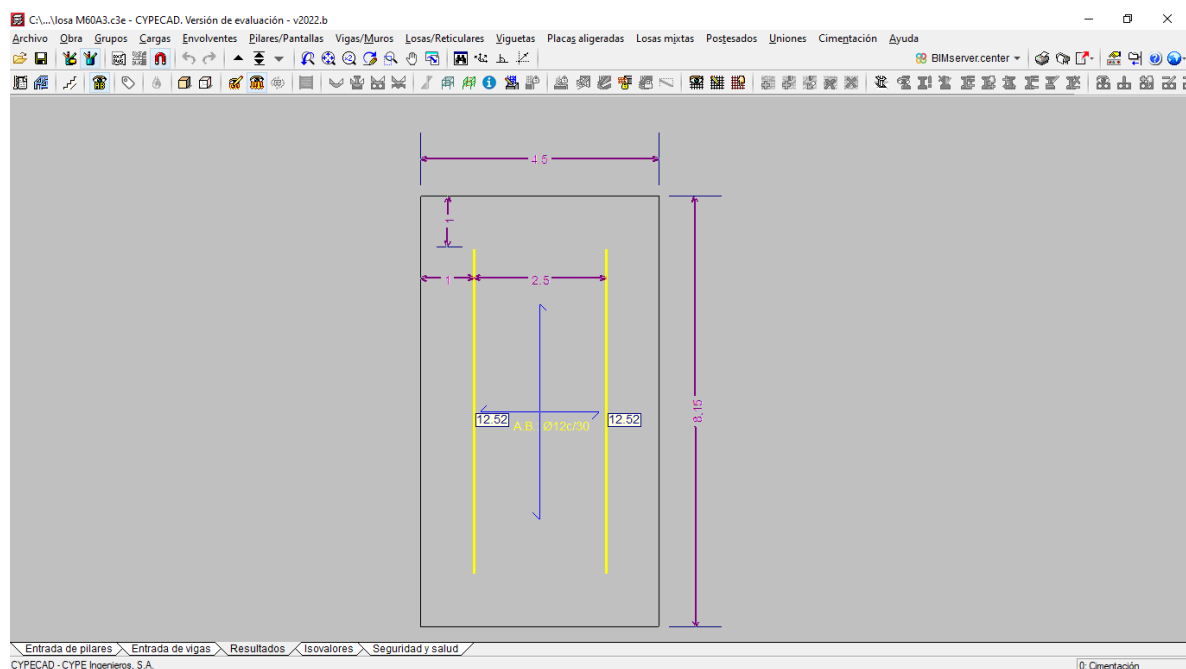 C:\...\losa M60A3.c3e - CYPECAD. Versión de evaluación - v2022.b
Archivo Obra Grupos Cargas Envolventes Pilares/Pantallas Vigas/Muros Losas/Reticulares Viguetas Placas aligeradas Losas mixtas Postesados Uniones Cimentación Ayuda
BIMserver.center
4.5
1
1
2.5
8.15
12.52
12.52
A.B.: Ø12c/30
Entrada de pilares Entrada de vigas Resultados Isovalores Seguridad y salud
CYPECAD - CYPE Ingenieros, S.A.
0: Cimentación